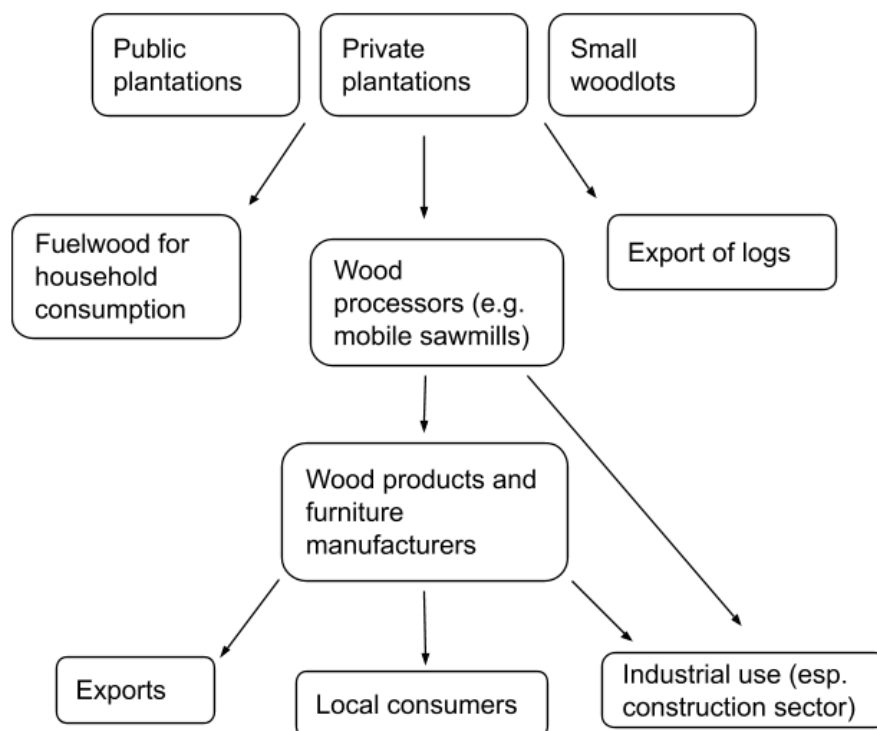 Public
plantations
Private
plantations
Small
woodlots
Fuelwood for
household
consumption
Wood
processors (e.g.
mobile sawmills)
Export of logs
Wood products and
furniture
manufacturers
Exports
Local consumers
Industrial use (esp.
construction sector)